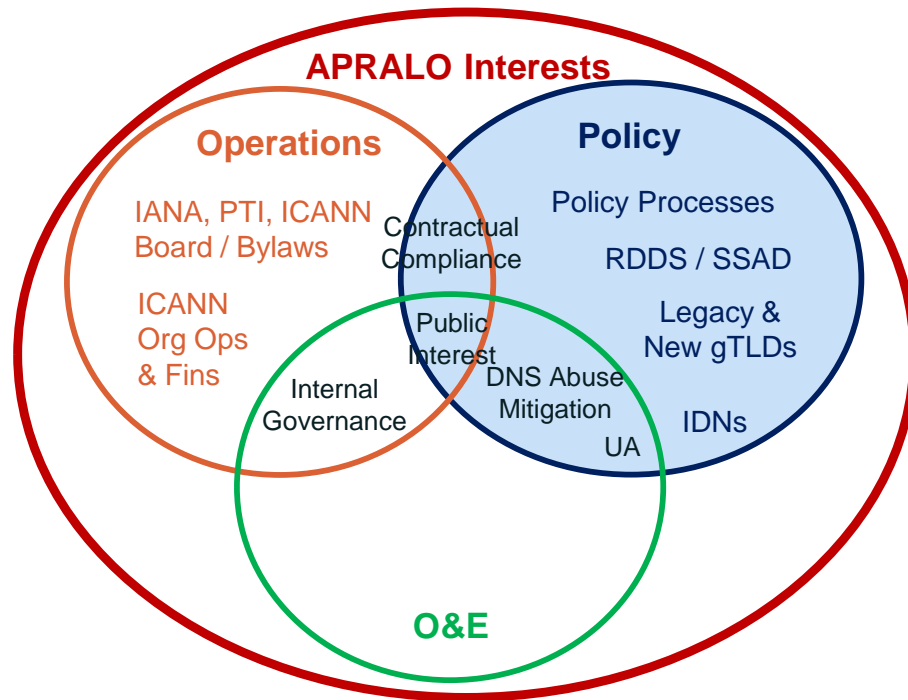 APRALO Interests
Operations
Policy
IANA, PTI, ICANN
Board / Bylaws
ICANN
Org Ops
& Fins
Contractual
Compliance
Policy Processes
RDDS / SSAD
Legacy &
New gTLDs
IDNs
Public
Interest
Internal
Governance
DNS Abuse
Mitigation
UA
O&E